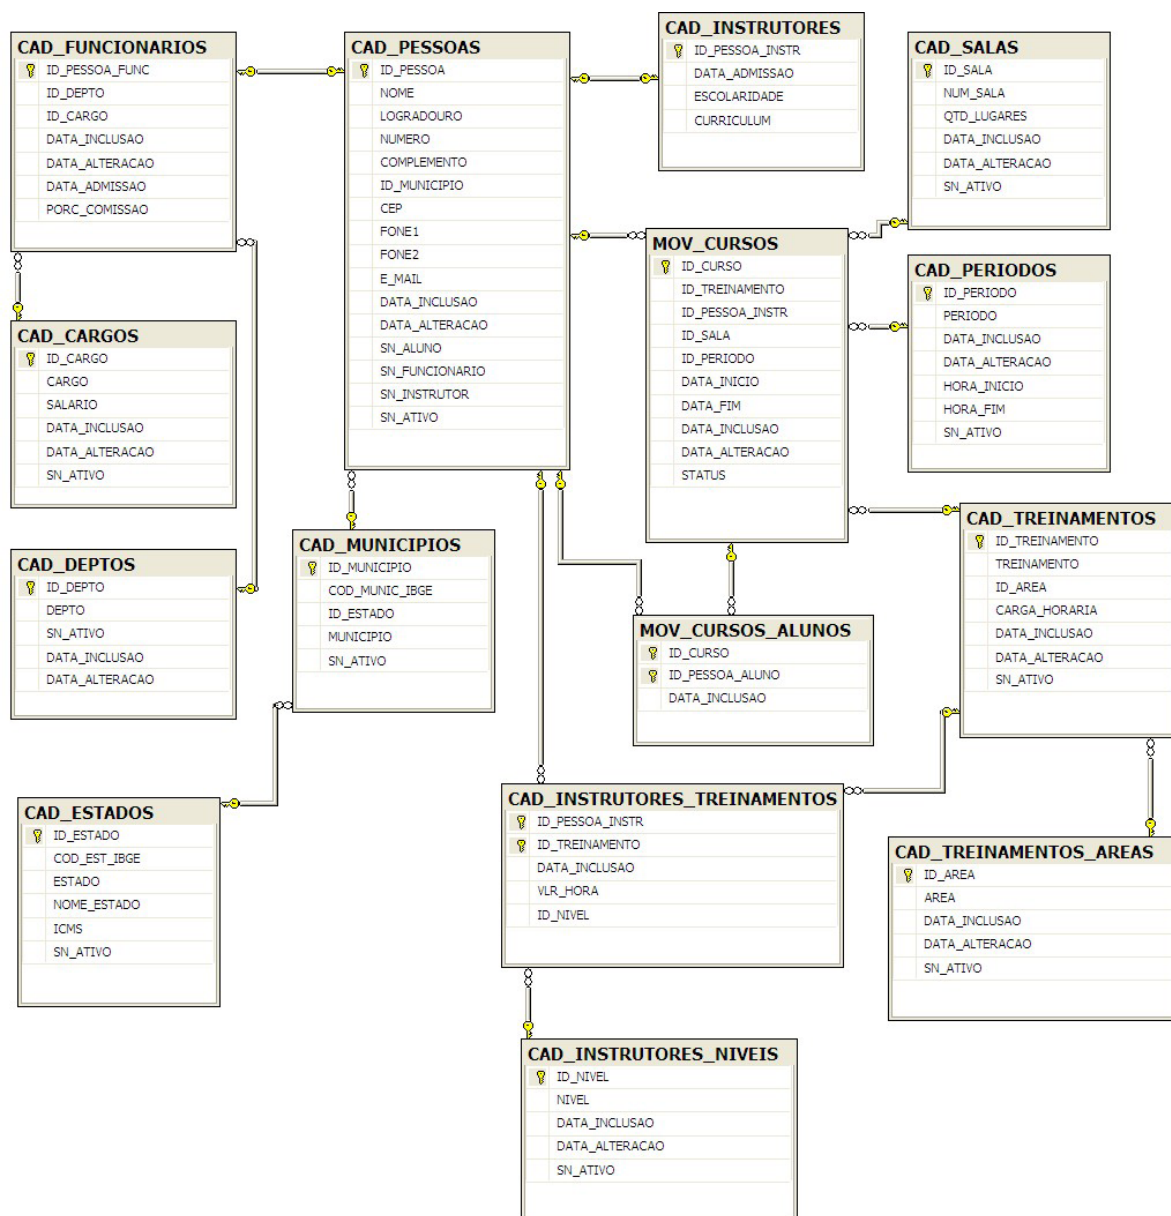 CAD_FUNCIONARIOS
ID_PESSOA_FUNC
ID_DEPTO
ID_CARGO
DATA_INCLUSAO
DATA_ALTERACAO
DATA_ADMISSAO
PORC_COMISSAO
CAD_PESSOAS
ID_PESSOA
NOME
LOGRADOURO
NUMERO
COMPLEMENTO
ID_MUNICIPIO
CEP
FONE1
FONE2
E_MAIL
DATA_INCLUSAO
DATA_ALTERACAO
SN_ALUNO
SN_FUNCIONARIO
SN_INSTRUTOR
SN_ATIVO
CAD_INSTRUTORES
ID_PESSOA_INSTR
DATA_ADMISSAO
ESCOLARIDADE
CURRICULUM
CAD_SALAS
ID_SALA
NUM_SALA
QTD_LUGARES
DATA_INCLUSAO
DATA_ALTERACAO
SN_ATIVO
MOV_CURSOS
ID_CURSO
ID_TREINAMENTO
ID_PESSOA_INSTR
ID_SALA
ID_PERIODO
DATA_INICIO
DATA_FIM
DATA_INCLUSAO
DATA_ALTERACAO
STATUS
CAD_PERIODOS
ID_PERIODO
PERIODO
DATA_INCLUSAO
DATA_ALTERACAO
HORA_INICIO
HORA_FIM
SN_ATIVO
CAD_CARGOS
ID_CARGO
CARGO
SALARIO
DATA_INCLUSAO
DATA_ALTERACAO
SN_ATIVO
CAD_DEPTOS
ID_DEPTO
DEPTO
SN_ATIVO
DATA_INCLUSAO
DATA_ALTERACAO
CAD_MUNICIPIOS
ID_MUNICIPIO
COD_MUNIC_IBGE
ID_ESTADO
MUNICIPIO
SN_ATIVO
MOV_CURSOS_ALUNOS
ID_CURSO
ID_PESSOA_ALUNO
DATA_INCLUSAO
CAD_TREINAMENTOS
ID_TREINAMENTO
TREINAMENTO
ID_AREA
CARGA_HORARIA
DATA_INCLUSAO
DATA_ALTERACAO
SN_ATIVO
CAD_ESTADOS
ID_ESTADO
COD_EST_IBGE
ESTADO
NOME_ESTADO
ICMS
SN_ATIVO
CAD_INSTRUTORES_TREINAMENTOS
ID_PESSOA_INSTR
ID_TREINAMENTO
DATA_INCLUSAO
VLR_HORA
ID_NIVEL
CAD_TREINAMENTOS_AREAS
ID_AREA
AREA
DATA_INCLUSAO
DATA_ALTERACAO
SN_ATIVO
CAD_INSTRUTORES_NIVEIS
ID_NIVEL
NIVEL
DATA_INCLUSAO
DATA_ALTERACAO
SN_ATIVO